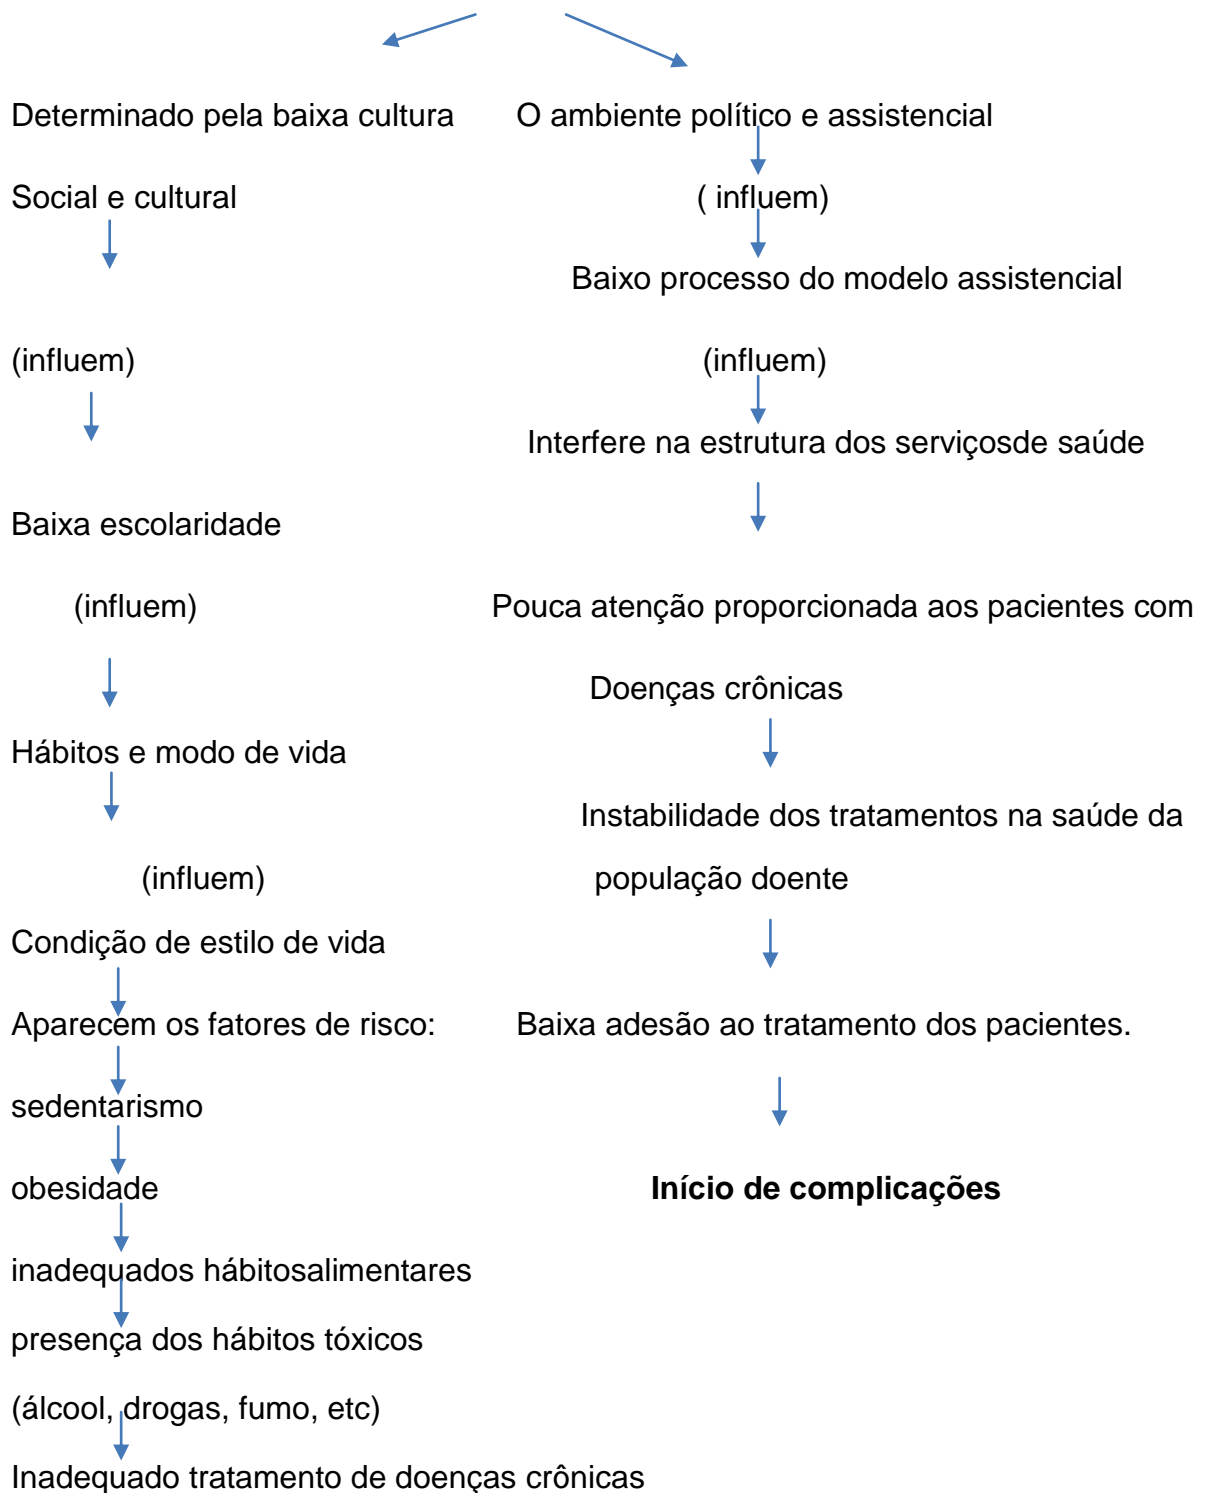 Determinado pela baixa cultura
Social e cultural
(influem)
Baixa escolaridade
(influem)
Hábitos e modo de vida
(influem)
Condição de estilo de vida
Aparecem os fatores de risco:
sedentarismo
obesidade
inadequados hábitosalimentares
presença dos hábitos tóxicos
(álcool, drogas, fumo, etc)
Inadequado tratamento de doenças crônicas
O ambiente político e assistencial
( influem)
Baixo processo do modelo assistencial
(influem)
Interfere na estrutura dos serviçosde saúde
Pouca atenção proporcionada aos pacientes com
Doenças crônicas
Instabilidade dos tratamentos na saúde da
população doente
Baixa adesão ao tratamento dos pacientes.
Início de complicações